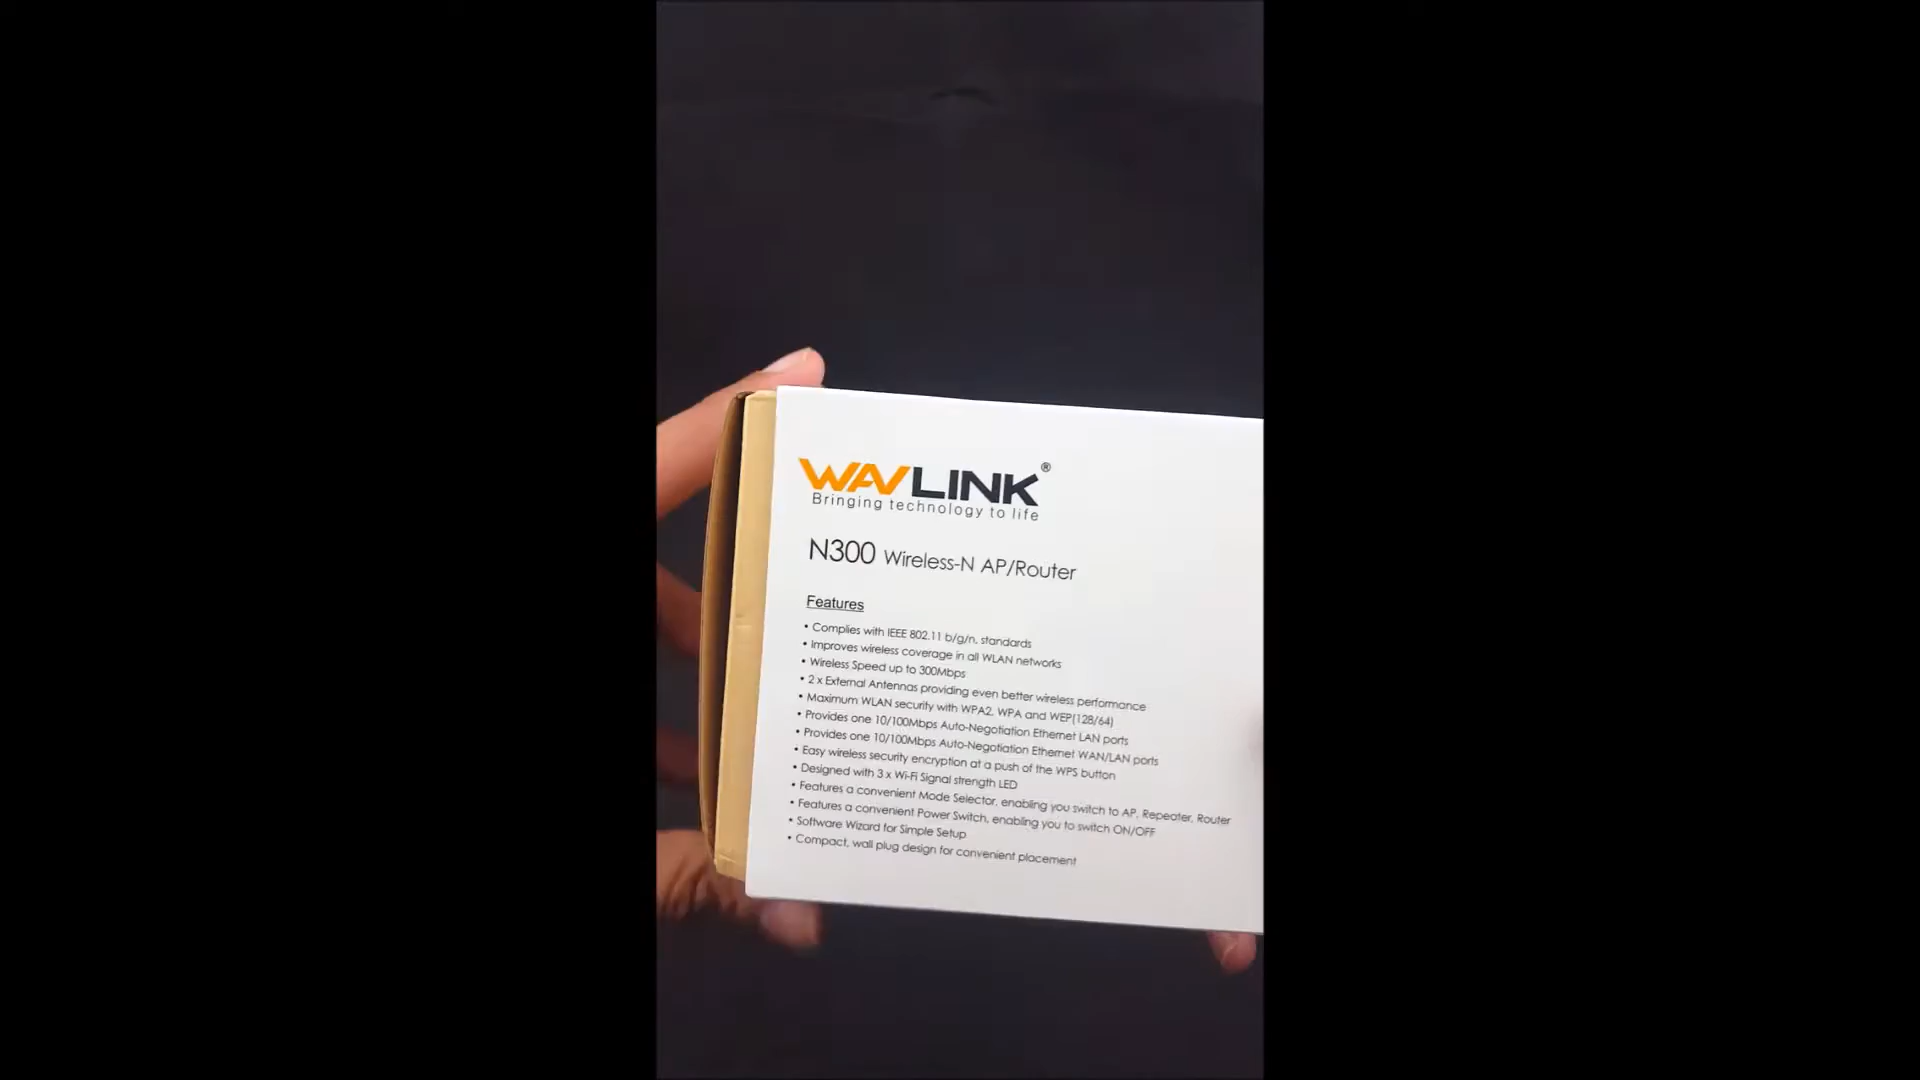 WAVLINK®
Bringing technology to life
N300 Wireless-N AP/Router
Features
• Complies with IEEE 802.11 b/g/n, standards
• Improves wireless coverage in all WLAN networks
• Wireless Speed up to 300Mbps
• 2 x External Antennas providing even better wireless performance
• Maximum WLAN security with WPA2, WPA and WEP(128/64)
• Provides one 10/100Mbps Auto-Negotiation Ethernet LAN ports
• Provides one 10/100Mbps Auto-Negotiation Ethernet WAN/LAN ports
• Easy wireless security encryption at a push of the WPS button
• Designed with 3 x Wi-Fi Signal strength LED
• Features a convenient Mode Selector, enabling you switch to AP, Repeater, Router
• Features a convenient Power Switch, enabling you to switch ON/OFF
• Software Wizard for Simple Setup
• Compact, wall plug design for convenient placement